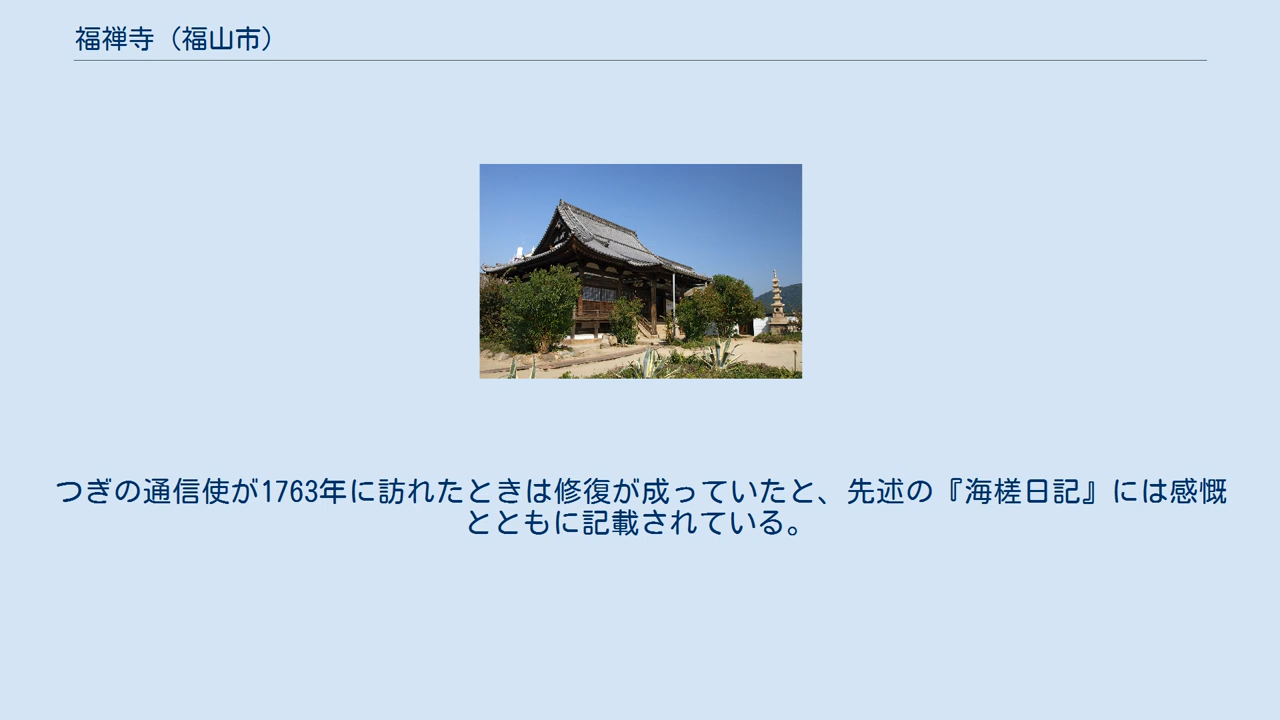 福禅寺（福山市）
つぎの通信使が1763年に訪れたときは修復が成っていたと、先述の『海槎日記』には感慨
とともに記載されている。